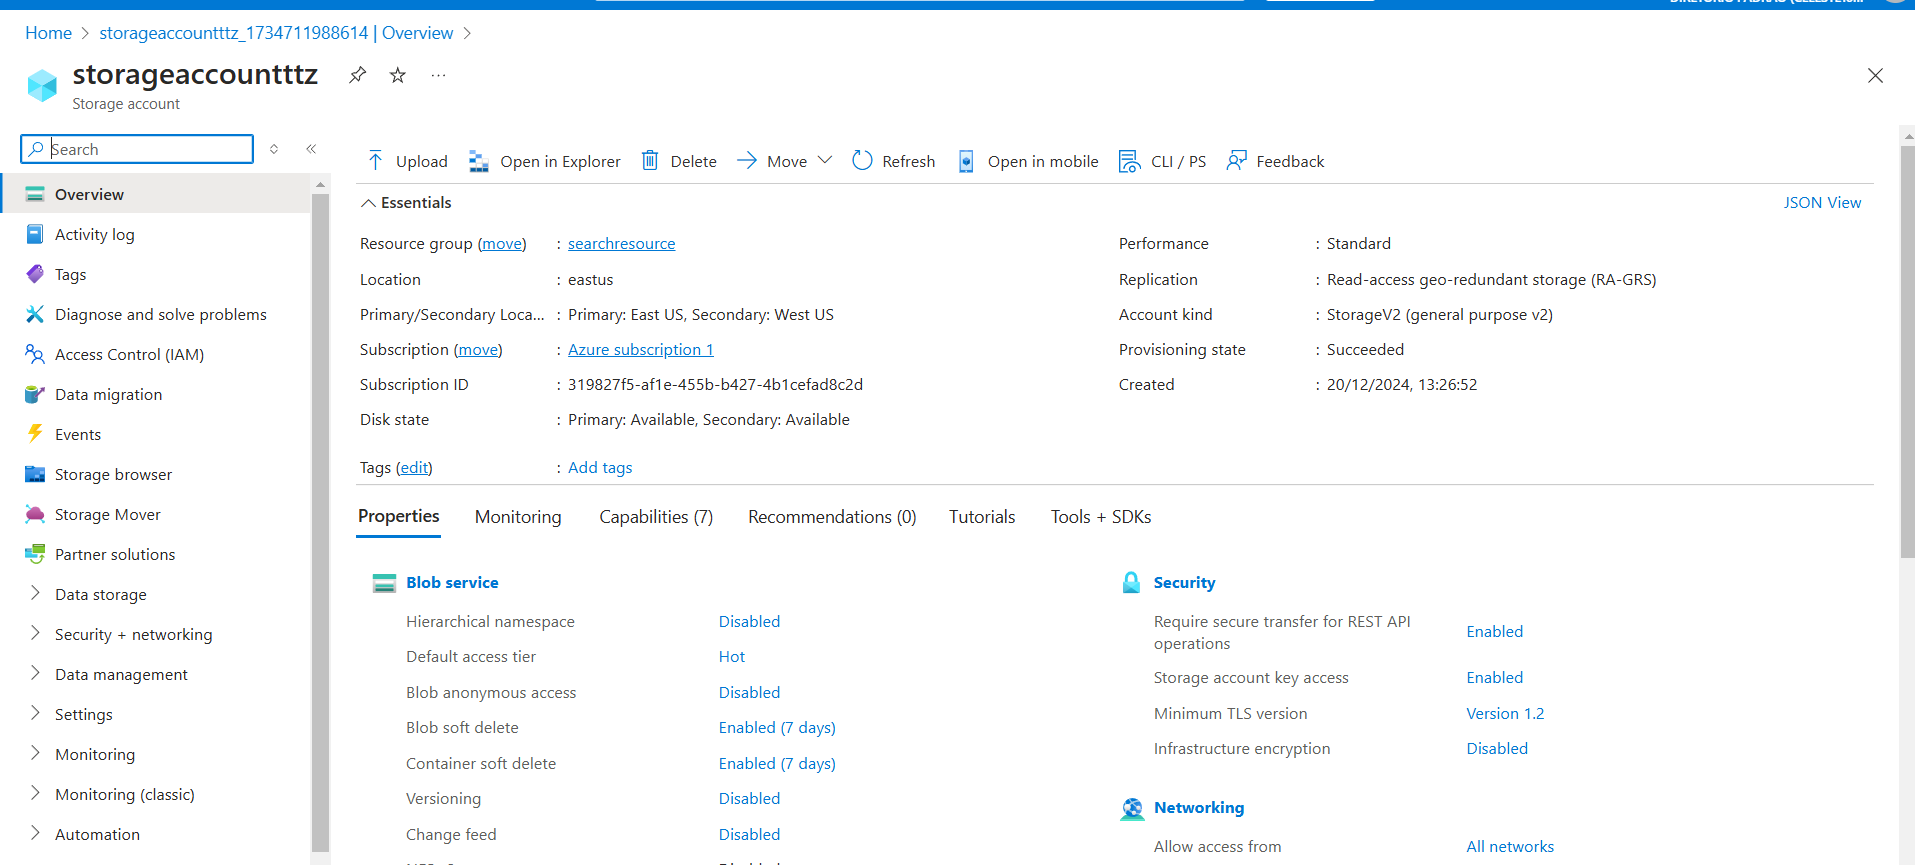 Home > storageaccountttz_1734711988614 | Overview >
storageaccountttz
Storage account
Search
Overview
Activity log
Tags
Diagnose and solve problems
Access Control (IAM)
Data migration
Events
Storage browser
Storage Mover
Partner solutions
Data storage
Security + networking
Data management
Settings
Monitoring
Monitoring (classic)
Automation
Upload Open in Explorer Delete Move Refresh Open in mobile CLI / PS Feedback
Essentials
JSON View
Resource group (move) : searchresource
Location : eastus
Primary/Secondary Loca... : Primary: East US, Secondary: West US
Subscription (move) : Azure subscription 1
Subscription ID : 319827f5-af1e-455b-b427-4b1cefad8c2d
Disk state : Primary: Available, Secondary: Available
Tags (edit) : Add tags
Performance : Standard
Replication : Read-access geo-redundant storage (RA-GRS)
Account kind : StorageV2 (general purpose v2)
Provisioning state : Succeeded
Created : 20/12/2024, 13:26:52
Properties Monitoring Capabilities (7) Recommendations (0) Tutorials Tools + SDKs
Blob service
Hierarchical namespace Disabled
Default access tier Hot
Blob anonymous access Disabled
Blob soft delete Enabled (7 days)
Container soft delete Enabled (7 days)
Versioning Disabled
Change feed Disabled
Security
Require secure transfer for REST API
operations Enabled
Storage account key access Enabled
Minimum TLS version Version 1.2
Infrastructure encryption Disabled
Networking
Allow access from All networks